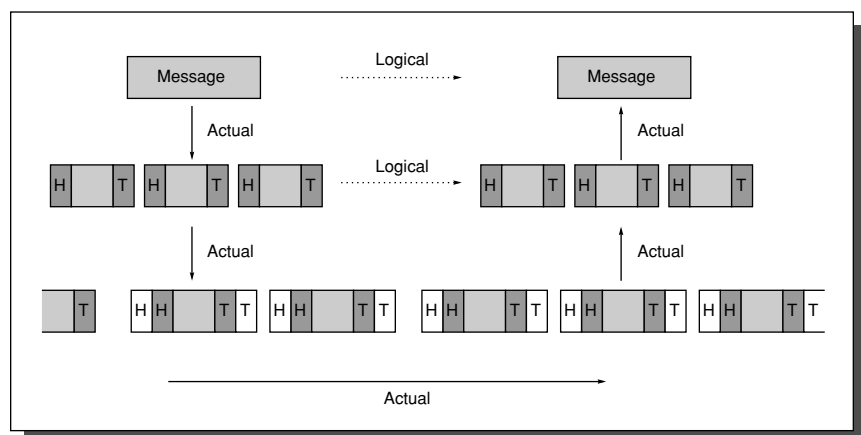 Message Logical Message
Actual Actual
H T H T H T Logical H T H T H T
Actual Actual
T H H T T H H T T H H T T H H T T H H T T
Actual